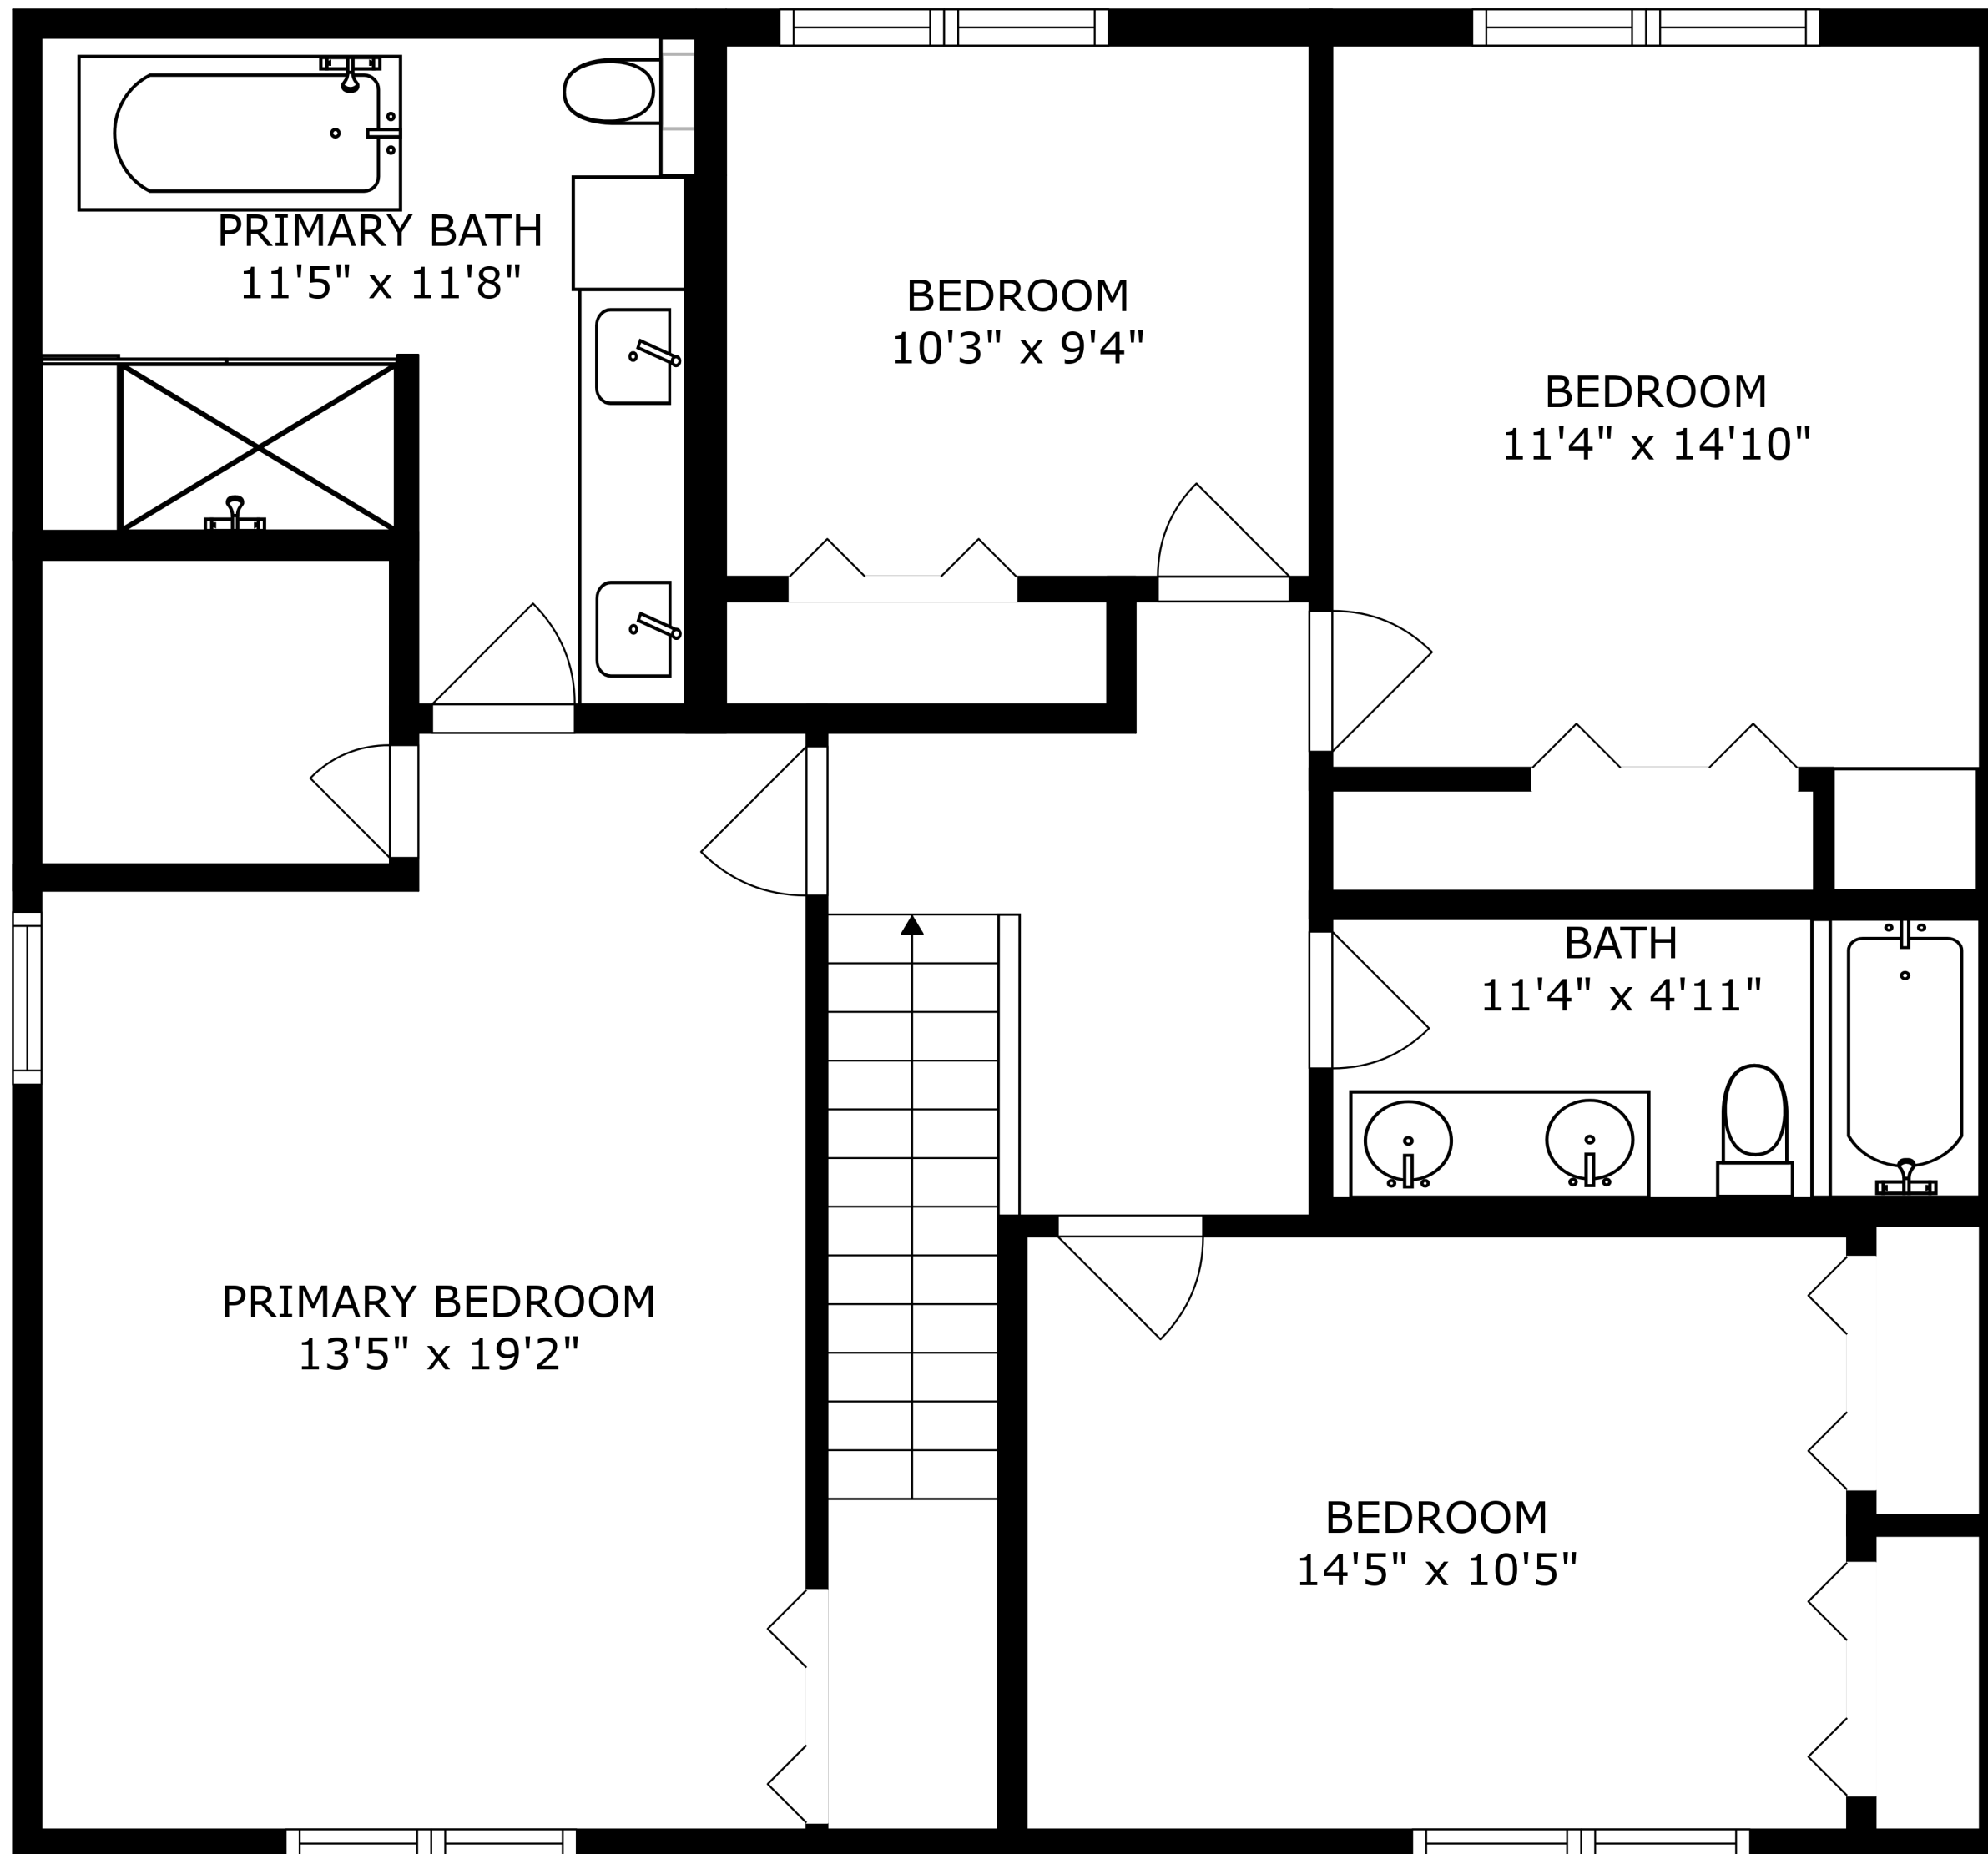 PRIMARY BATH
11'5" x 11'8"
BEDROOM
10'3" x 9'4"
BEDROOM
11'4" x 14'10"
BATH
11'4" x 4'11"
PRIMARY BEDROOM
13'5" x 19'2"
BEDROOM
14'5" x 10'5"